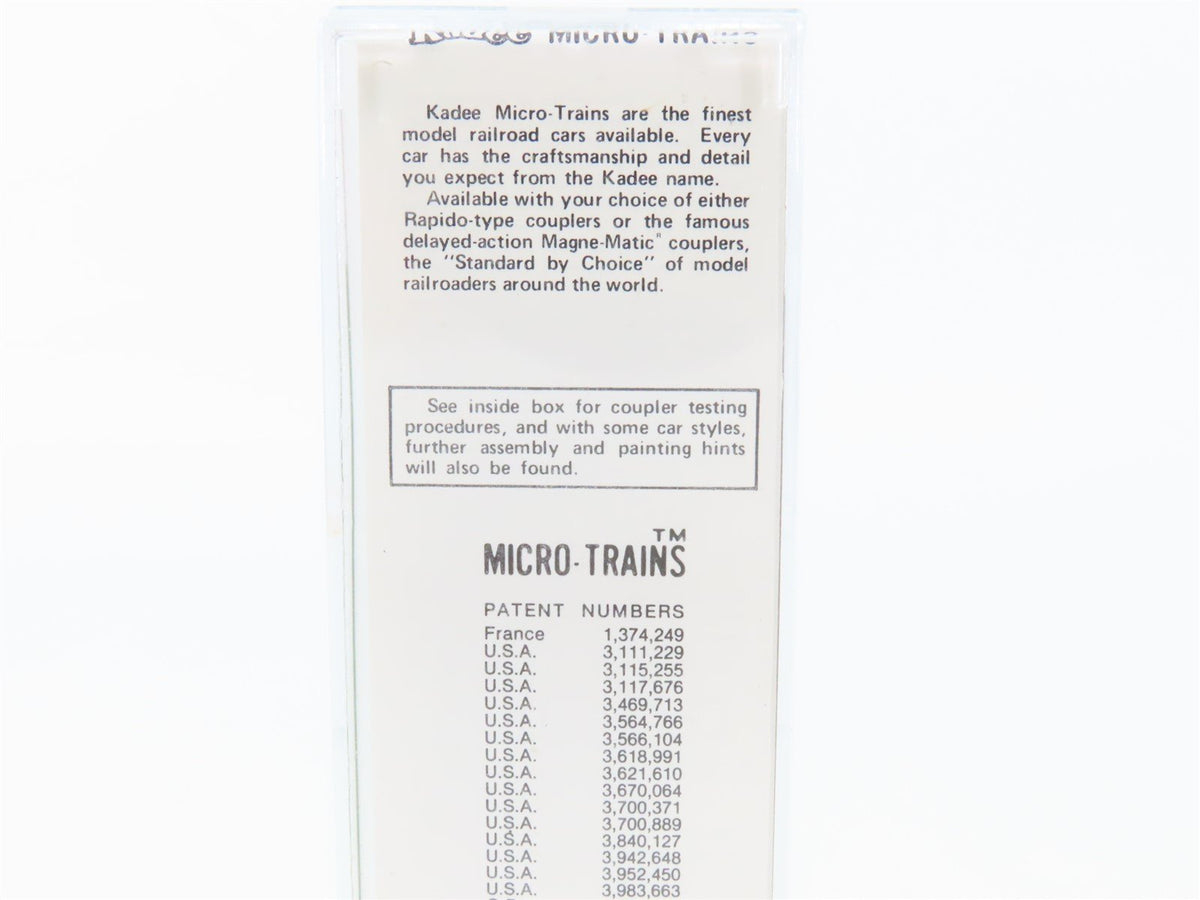 Kadee MICRO-TRAINS
Kadee Micro-Trains are the finest
model railroad cars available. Every
car has the craftsmanship and detail
you expect from the Kadee name.
Available with your choice of either
Rapido-type couplers or the famous
delayed-action Magne-Matic® couplers,
the "Standard by Choice" of model
railroaders around the world.
See inside box for coupler testing
procedures, and with some car styles,
further assembly and painting hints
will also be found.
MICRO-TRAINS™
PATENT NUMBERS
France 1,374,249
U.S.A. 3,111,229
U.S.A. 3,115,255
U.S.A. 3,117,676
U.S.A. 3,469,713
U.S.A. 3,564,766
U.S.A. 3,566,104
U.S.A. 3,618,991
U.S.A. 3,621,610
U.S.A. 3,670,064
U.S.A. 3,700,371
U.S.A. 3,700,889
U.S.A. 3,840,127
U.S.A. 3,942,648
U.S.A. 3,952,450
U.S.A. 3,983,663